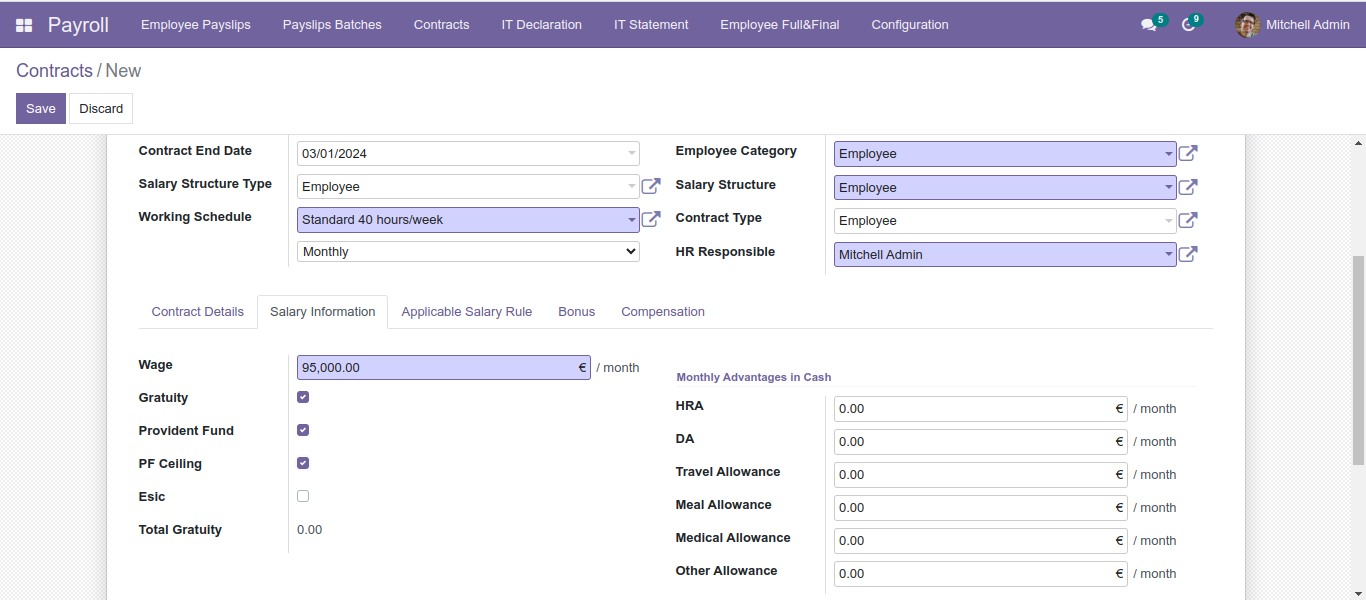 Payroll Employee Payslips Payslips Batches Contracts IT Declaration IT Statement Employee Full&Final Configuration 5 9 Mitchell Admin
Contracts / New
Save Discard
Contract End Date 03/01/2024 Employee Category Employee
Salary Structure Type Employee Salary Structure Employee
Working Schedule Standard 40 hours/week Contract Type Employee
Monthly HR Responsible Mitchell Admin
Contract Details Salary Information Applicable Salary Rule Bonus Compensation
Wage 95,000.00 € / month
Gratuity
Provident Fund
PF Ceiling
Esic
Total Gratuity 0.00
Monthly Advantages in Cash
HRA 0.00 € / month
DA 0.00 € / month
Travel Allowance 0.00 € / month
Meal Allowance 0.00 € / month
Medical Allowance 0.00 € / month
Other Allowance 0.00 € / month